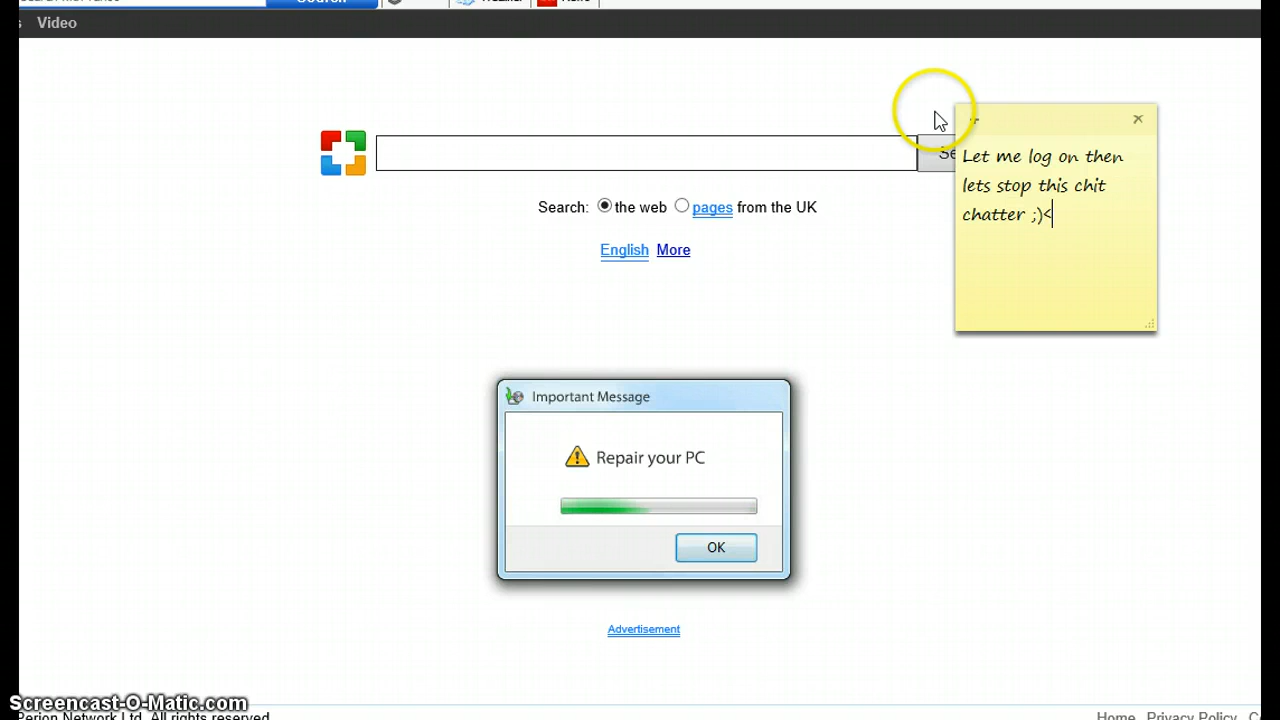 Search
Video
Let me log on then
lets stop this chit
chatter ;)<
Search: the web pages from the UK
English More
Important Message
Repair your PC
OK
Advertisement
Screencast-O-Matic.com
Perion Network Ltd. All rights reserved
Home Privacy Policy